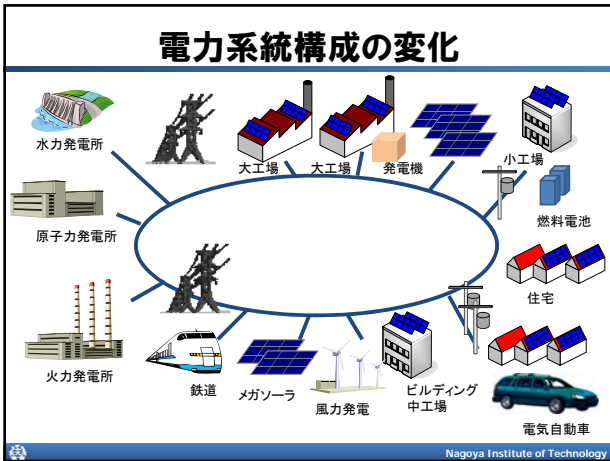 電力系統構成の変化
水力発電所
大工場
大工場
発電機
小工場
燃料電池
原子力発電所
住宅
火力発電所
鉄道
メガソーラ
風力発電
ビルディング
中工場
電気自動車
Nagoya Institute of Technology